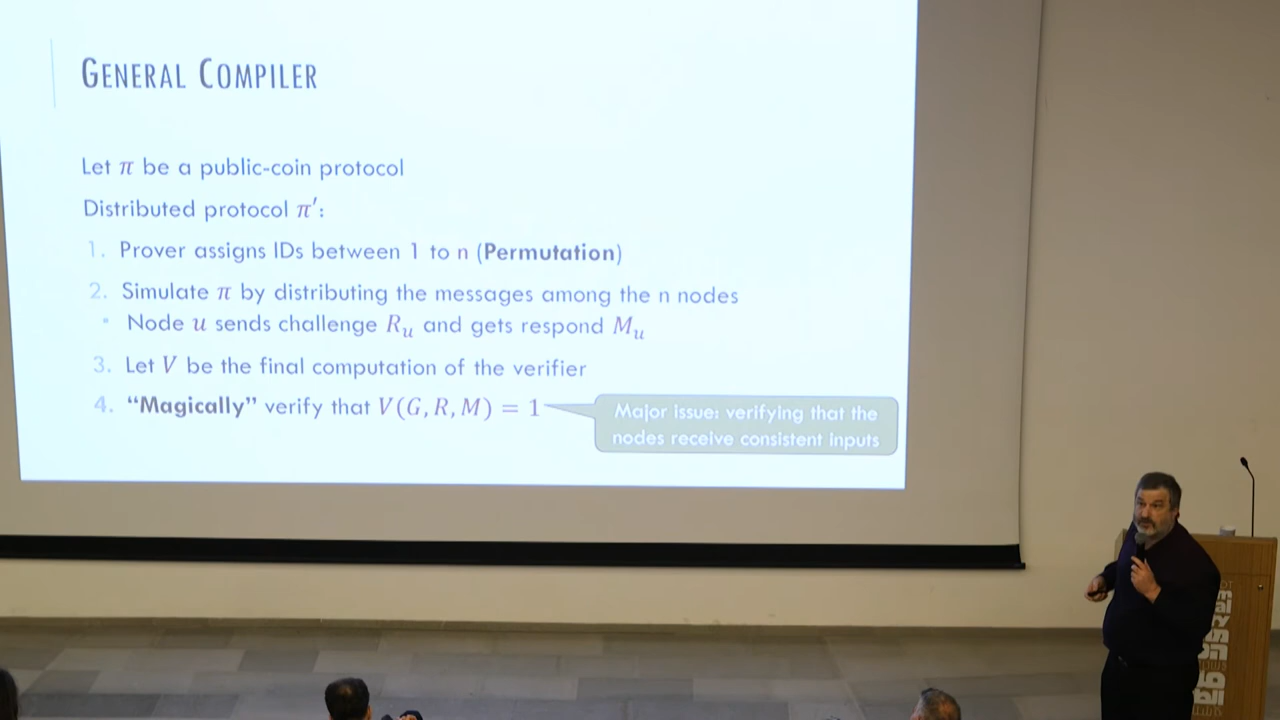 GENERAL COMPILER
Let π be a public-coin protocol
Distributed protocol π′:
1. Prover assigns IDs between 1 to n (Permutation)
2. Simulate π by distributing the messages among the n nodes
• Node u sends challenge Rᵤ and gets respond Mᵤ
3. Let V be the final computation of the verifier
4. “Magically” verify that V(G, R, M) = 1
Major issue: verifying that the
nodes receive consistent inputs